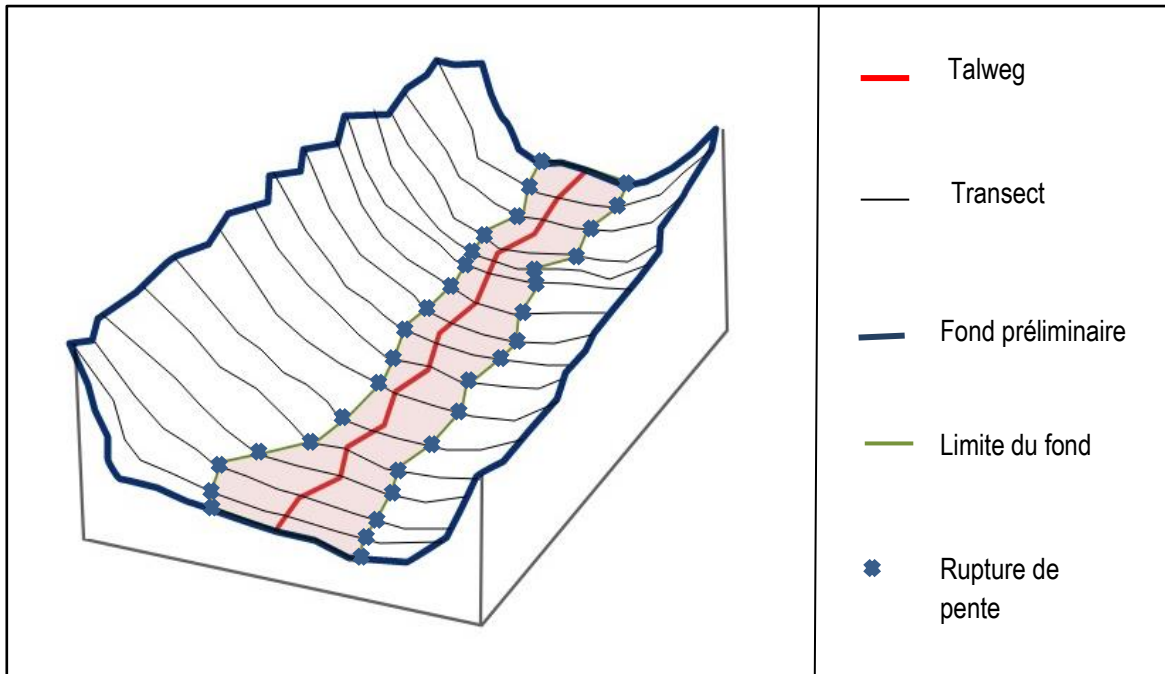 Talweg
Transect
Fond préliminaire
Limite du fond
Rupture de
pente